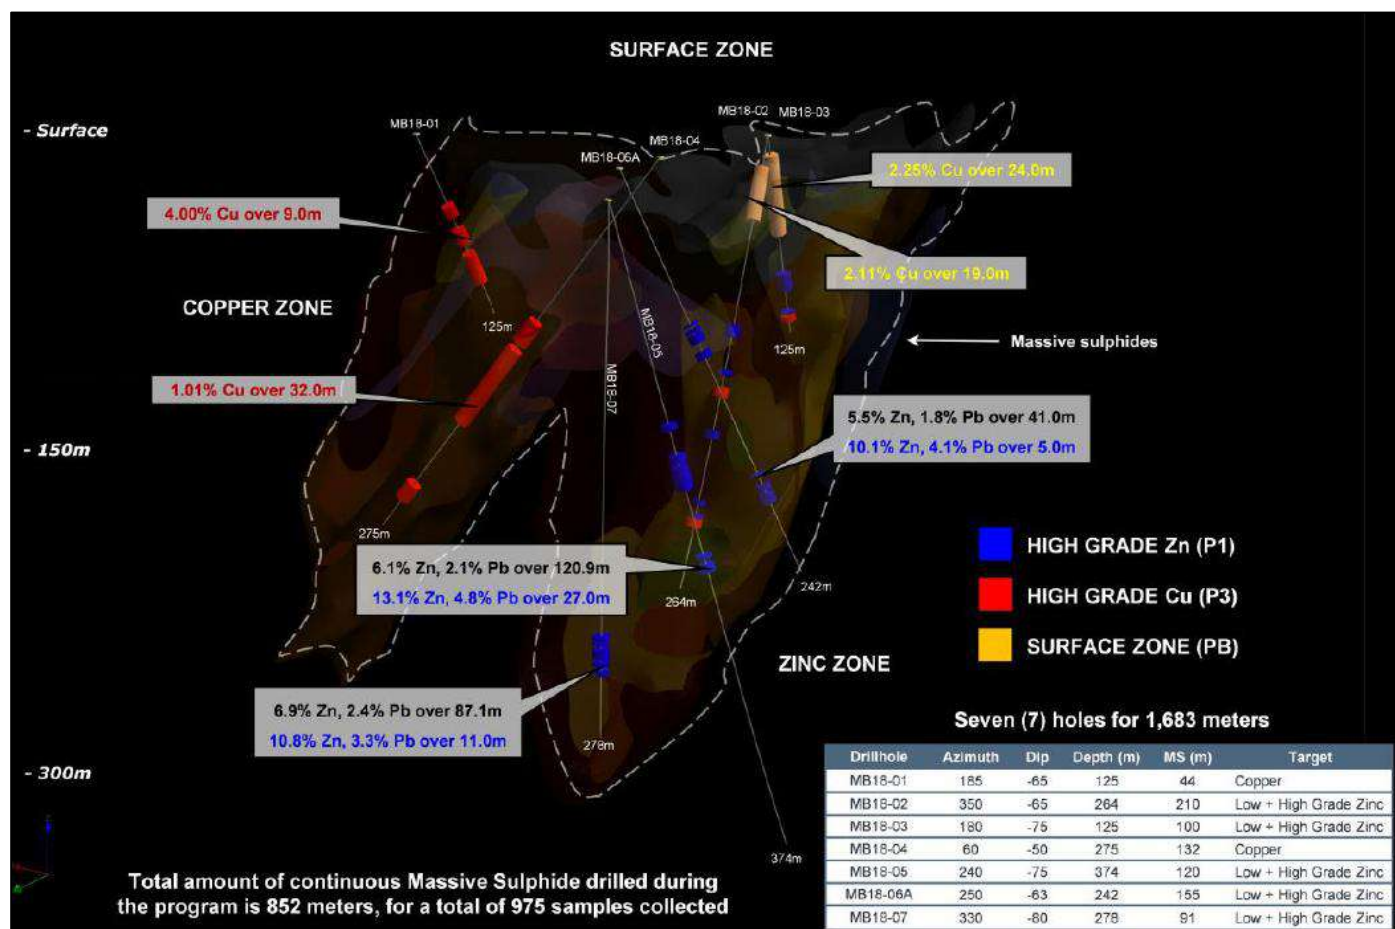 SURFACE ZONE
- Surface
MB18-01
MB18-04
MB18-06A
MB18-02
MB18-03
2.25% Cu over 24.0m
4.00% Cu over 9.0m
2.11% Cu over 19.0m
COPPER ZONE
125m
MB18-05
MB18-07
125m
Massive sulphides
1.01% Cu over 32.0m
5.5% Zn, 1.8% Pb over 41.0m
10.1% Zn, 4.1% Pb over 5.0m
- 150m
275m
6.1% Zn, 2.1% Pb over 120.9m
13.1% Zn, 4.8% Pb over 27.0m
264m
242m
HIGH GRADE Zn (P1)
HIGH GRADE Cu (P3)
SURFACE ZONE (PB)
ZINC ZONE
6.9% Zn, 2.4% Pb over 87.1m
10.8% Zn, 3.3% Pb over 11.0m
278m
- 300m
374m
Seven (7) holes for 1,683 meters
Drillhole Azimuth Dip Depth (m) MS (m) Target
MB18-01 185 -65 125 44 Copper
MB18-02 350 -65 264 210 Low + High Grade Zinc
MB18-03 180 -75 125 100 Low + High Grade Zinc
MB18-04 60 -50 275 132 Copper
MB18-05 240 -75 374 120 Low + High Grade Zinc
MB18-06A 250 -63 242 155 Low + High Grade Zinc
MB18-07 330 -80 278 91 Low + High Grade Zinc
Total amount of continuous Massive Sulphide drilled during
the program is 852 meters, for a total of 975 samples collected